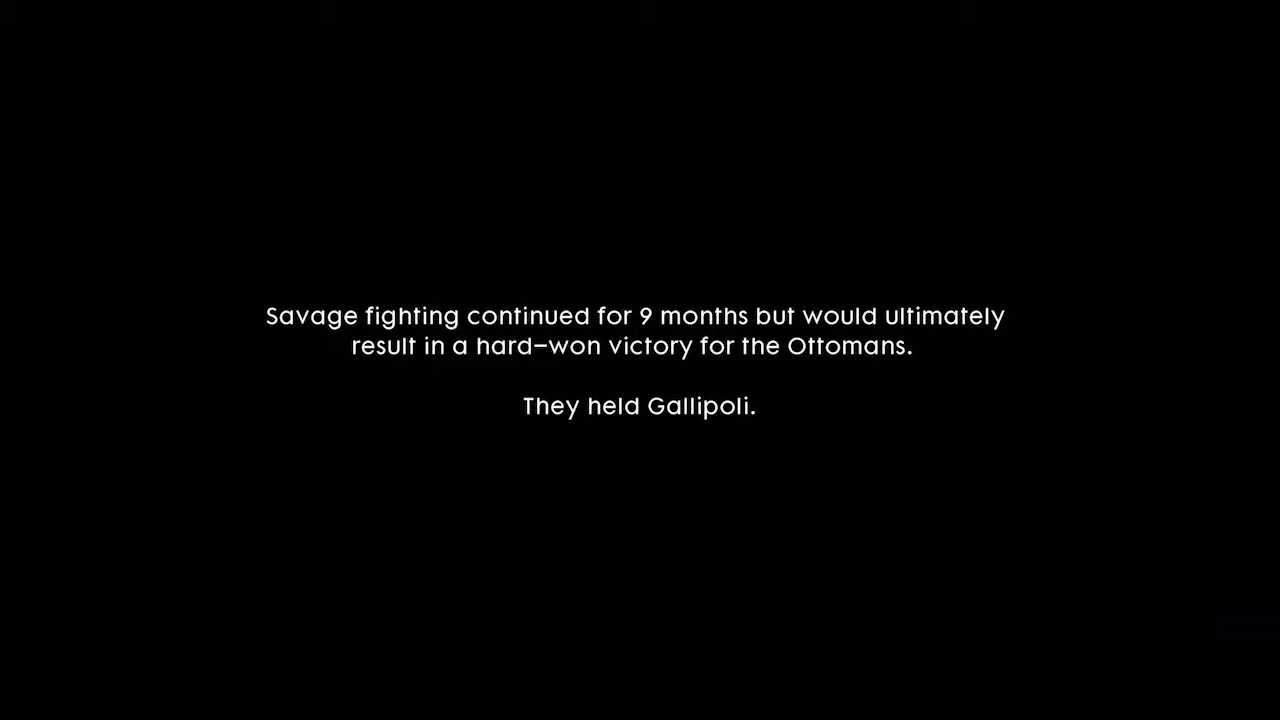 Savage fighting continued for 9 months but would ultimately
result in a hard–won victory for the Ottomans.
They held Gallipoli.